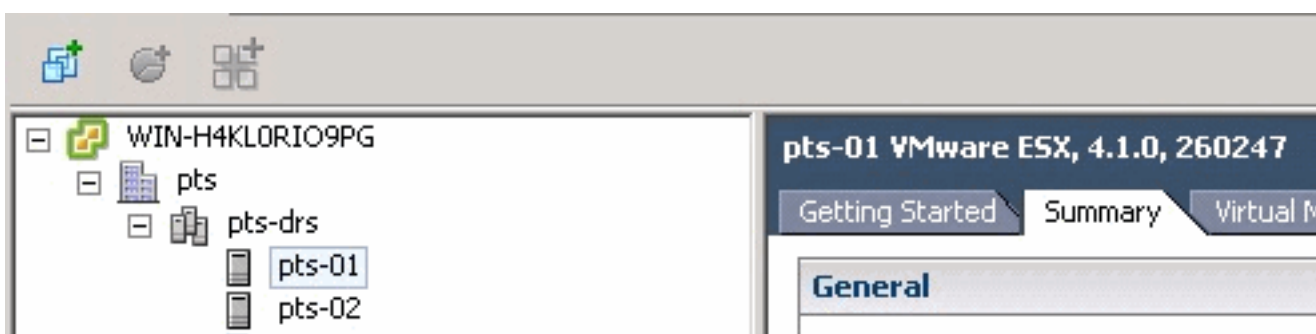 WIN-H4KL0RIO9PG
pts
pts-drs
pts-01
pts-02
pts-01 VMware ESX, 4.1.0, 260247
Getting Started Summary Virtual M
General